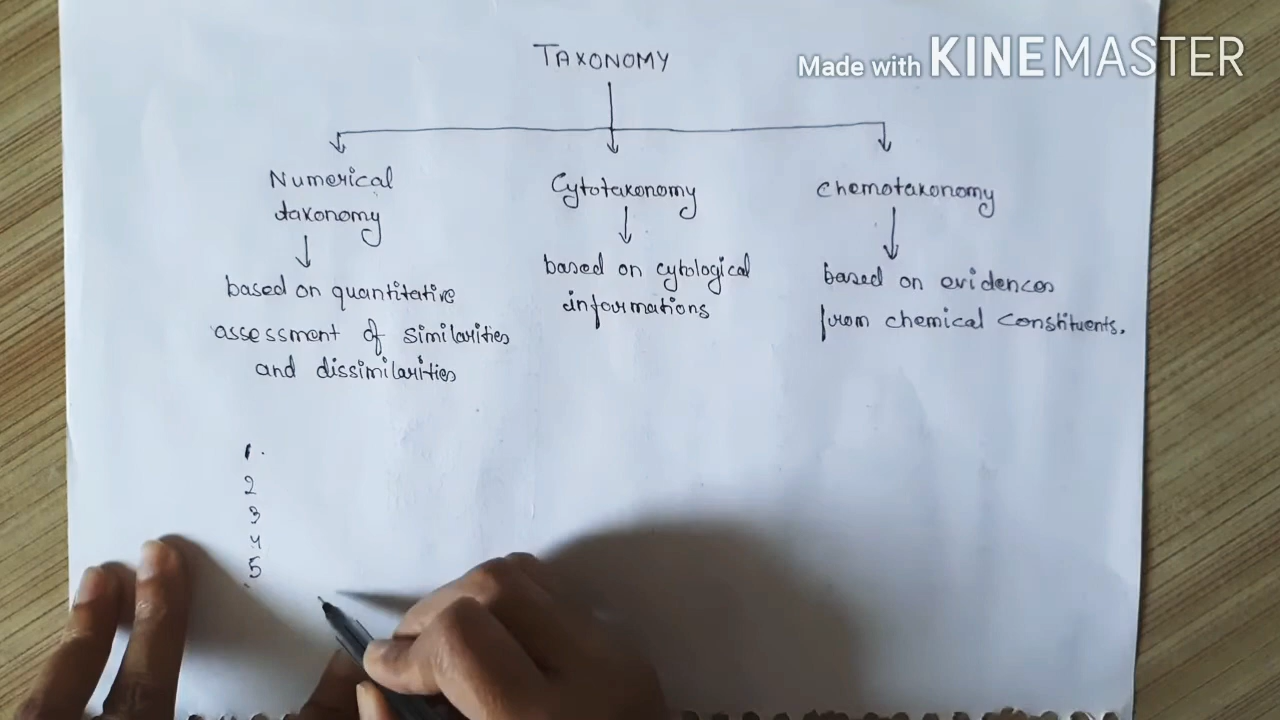 TAXONOMY
Made with KINEMASTER
Numerical
taxonomy
based on quantitative
assessment of similarities
and dissimilarities
Cytotaxonomy
based on cytological
informations
Chemotaxonomy
based on evidences
from chemical constituents.
1.
2
3
4
5